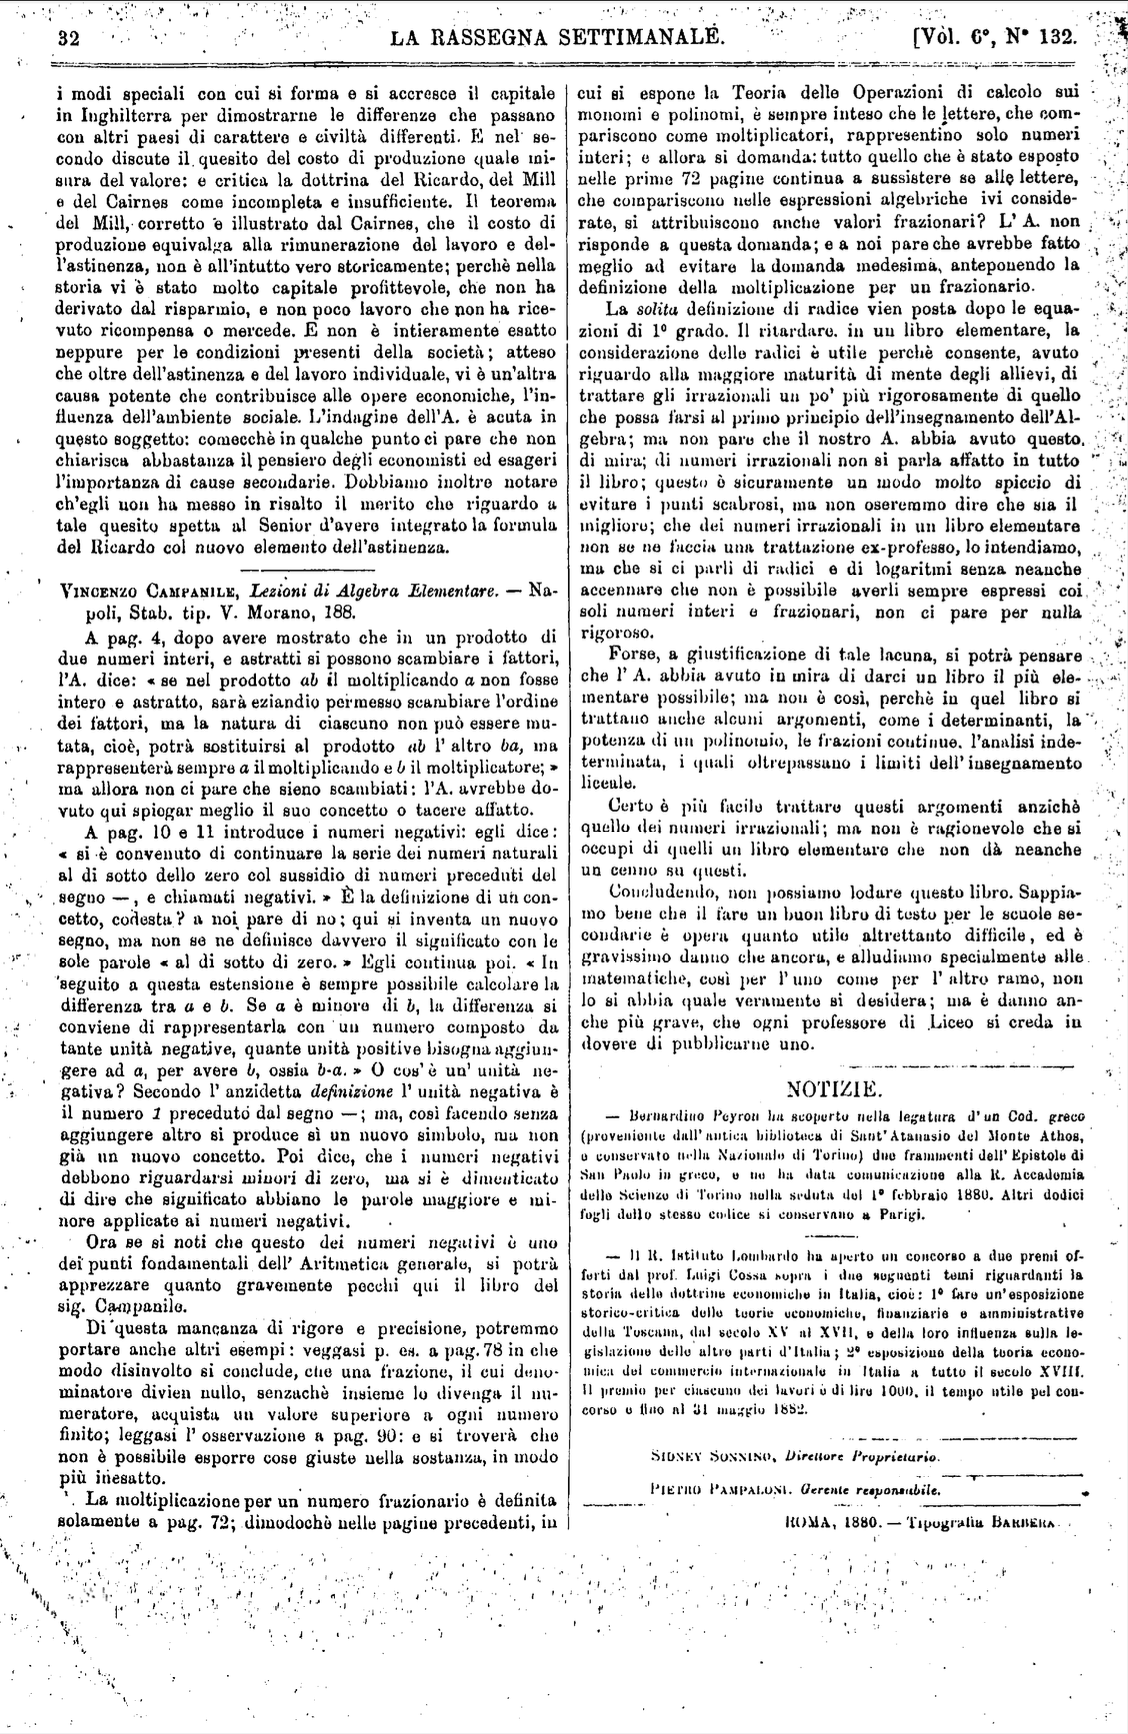 32
LA RASSEGNA SETTIMANALE.
[Vol. 6°, N° 132.
i modi speciali con cui si forma e si accresce il capitale
in Inghilterra per dimostrarne le differenze che passano
con altri paesi di carattere e civiltà differenti. E nel se-
condo discute il quesito del costo di produzione quale mi-
sura del valore: e critica la dottrina del Ricardo, del Mill
e del Cairnes come incompleta e insufficiente. Il teorema
del Mill, corretto e illustrato dal Cairnes, che il costo di
produzione equivalga alla rimunerazione del lavoro e del-
l'astinenza, non è all'intutto vero storicamente; perchè nella
storia vi è stato molto capitale profittevole, che non ha
derivato dal risparmio, e non poco lavoro che non ha rice-
vuto ricompensa o mercede. E non è intieramente esatto
neppure per le condizioni presenti della società; atteso
che oltre dell'astinenza e del lavoro individuale, vi è un'altra
causa potente che contribuisce alle opere economiche, l'in-
fluenza dell'ambiente sociale. L'indagine dell'A. è acuta in
questo soggetto: comecchè in qualche punto ci pare che non
chiarisca abbastanza il pensiero degli economisti ed esageri
l'importanza di cause secondarie. Dobbiamo inoltre notare
ch'egli non ha messo in risalto il merito che riguardo a
tale quesito spetta al Senior d'avere integrato la formula
del Ricardo col nuovo elemento dell'astinenza.
VINCENZO CAMPANILE, Lezioni di Algebra Elementare. — Na-
poli, Stab. tip. V. Morano, 188.
A pag. 4, dopo avere mostrato che in un prodotto di
due numeri interi, e astratti si possono scambiare i fattori,
l'A. dice: « se nel prodotto ab il moltiplicando a non fosse
intero e astratto, sarà eziandio permesso scambiare l'ordine
dei fattori, ma la natura di ciascuno non può essere mu-
tata, cioè, potrà sostituirsi al prodotto ab l' altro ba, ma
rappresenterà sempre a il moltiplicando e b il moltiplicatore; »
ma allora non ci pare che sieno scambiati: l'A. avrebbe do-
vuto qui spiegar meglio il suo concetto o tacere affatto.
A pag. 10 e 11 introduce i numeri negativi: egli dice:
« si è convenuto di continuare la serie dei numeri naturali
al di sotto dello zero col sussidio di numeri preceduti del
segno —, e chiamati negativi. » È la definizione di un con-
cetto, codesta? a noi pare di no; qui si inventa un nuovo
segno, ma non se ne definisce davvero il significato con le
sole parole « al di sotto di zero. » Egli continua poi. « In
seguito a questa estensione è sempre possibile calcolare la
differenza tra a e b. Se a è minore di b, la differenza si
conviene di rappresentarla con un numero composto da
tante unità negative, quante unità positive bisogna aggiun-
gere ad a, per avere b, ossia b-a. » O cos' è un' unità ne-
gativa? Secondo l' anzidetta definizione l' unità negativa è
il numero 1 preceduto dal segno —; ma, così facendo senza
aggiungere altro si produce sì un nuovo simbolo, ma non
già un nuovo concetto. Poi dice, che i numeri negativi
debbono riguardarsi minori di zero, ma si è dimenticato
di dire che significato abbiano le parole maggiore e mi-
nore applicate ai numeri negativi.
Ora se si noti che questo dei numeri negativi è uno
dei punti fondamentali dell' Aritmetica generale, si potrà
apprezzare quanto gravemente pecchi qui il libro del
sig. Campanile.
Di questa mancanza di rigore e precisione, potremmo
portare anche altri esempi: veggasi p. es. a pag. 78 in che
modo disinvolto si conclude, che una frazione, il cui deno-
minatore divien nullo, senzachè insieme lo divenga il nu-
meratore, acquista un valore superiore a ogni numero
finito; leggasi l' osservazione a pag. 90: e si troverà che
non è possibile esporre cose giuste nella sostanza, in modo
più inesatto.
La moltiplicazione per un numero frazionario è definita
solamente a pag. 72; dimodochè nelle pagine precedenti, in
cui si espone la Teoria delle Operazioni di calcolo sui
monomi e polinomi, è sempre inteso che le lettere, che com-
pariscono come moltiplicatori, rappresentino solo numeri
interi; e allora si domanda: tutto quello che è stato esposto
nelle prime 72 pagine continua a sussistere se alle lettere,
che compariscono nelle espressioni algebriche ivi conside-
rate, si attribuiscono anche valori frazionari? L' A. non
risponde a questa domanda; e a noi pare che avrebbe fatto
meglio ad evitare la domanda medesima, anteponendo la
definizione della moltiplicazione per un frazionario.
La solita definizione di radice vien posta dopo le equa-
zioni di 1° grado. Il ritardare. in un libro elementare, la
considerazione delle radici è utile perchè consente, avuto
riguardo alla maggiore maturità di mente degli allievi, di
trattare gli irrazionali un po' più rigorosamente di quello
che possa farsi al primo principio dell'insegnamento dell'Al-
gebra; ma non pare che il nostro A. abbia avuto questo
di mira; di numeri irrazionali non si parla affatto in tutto
il libro; questo è sicuramente un modo molto spiccio di
evitare i punti scabrosi, ma non oseremmo dire che sia il
migliore; che dei numeri irrazionali in un libro elementare
non se ne faccia una trattazione ex-professo, lo intendiamo,
ma che si ci parli di radici e di logaritmi senza neanche
accennare che non è possibile averli sempre espressi coi
soli numeri interi e frazionari, non ci pare per nulla
rigoroso.
Forse, a giustificazione di tale lacuna, si potrà pensare
che l' A. abbia avuto in mira di darci un libro il più ele-
mentare possibile; ma non è così, perchè in quel libro si
trattano anche alcuni argomenti, come i determinanti, la
potenza di un polinomio, le frazioni continue. l'analisi inde-
terminata, i quali oltrepassano i limiti dell' insegnamento
liceale.
Certo è più facile trattare questi argomenti anzichè
quello dei numeri irrazionali; ma non è ragionevole che si
occupi di quelli un libro elementare che non dà neanche
un cenno su questi.
Concludendo, non possiamo lodare questo libro. Sappia-
mo bene che il fare un buon libro di testo per le scuole se-
condarie è opera quanto utile altrettanto difficile, ed è
gravissimo danno che ancora, e alludiamo specialmente alle
matematiche, così per l' uno come per l' altro ramo, non
lo si abbia quale veramente si desidera; ma è danno an-
che più grave, che ogni professore di Liceo si creda in
dovere di pubblicarne uno.
NOTIZIE.
— Bernardino Peyron ha scoperto nella legatura d' un Cod. greco
(proveniente dall' antica biblioteca di Sant' Atanasio del Monte Athos,
e conservato nella Nazionale di Torino) due frammenti dell' Epistole di
San Paolo in greco, e ne ha data comunicazione alla R. Accademia
delle Scienze di Torino nella seduta del 1° febbraio 1880. Altri dodici
fogli dello stesso codice si conservano a Parigi.
— Il R. Istituto Lombardo ha aperto un concorso a due premi of-
ferti dal prof. Luigi Cossa sopra i due seguenti temi riguardanti la
storia delle dottrine economiche in Italia, cioè: 1° fare un' esposizione
storico-critica delle teorie economiche, finanziarie e amministrative
della Toscana, dal secolo XV al XVII, e della loro influenza sulla le-
gislazione delle altre parti d'Italia; 2° esposizione della teoria econo-
mica del commercio internazionale in Italia a tutto il secolo XVIII.
Il premio per ciascuno dei lavori è di lire 1000, il tempo utile pel con-
corso è fino al 31 maggio 1882.
SIDNEY SONNINO, Direttore Proprietario.
PIETRO PAMPALONI. Gerente responsabile.
ROMA, 1880. — Tipografia BARBERA.